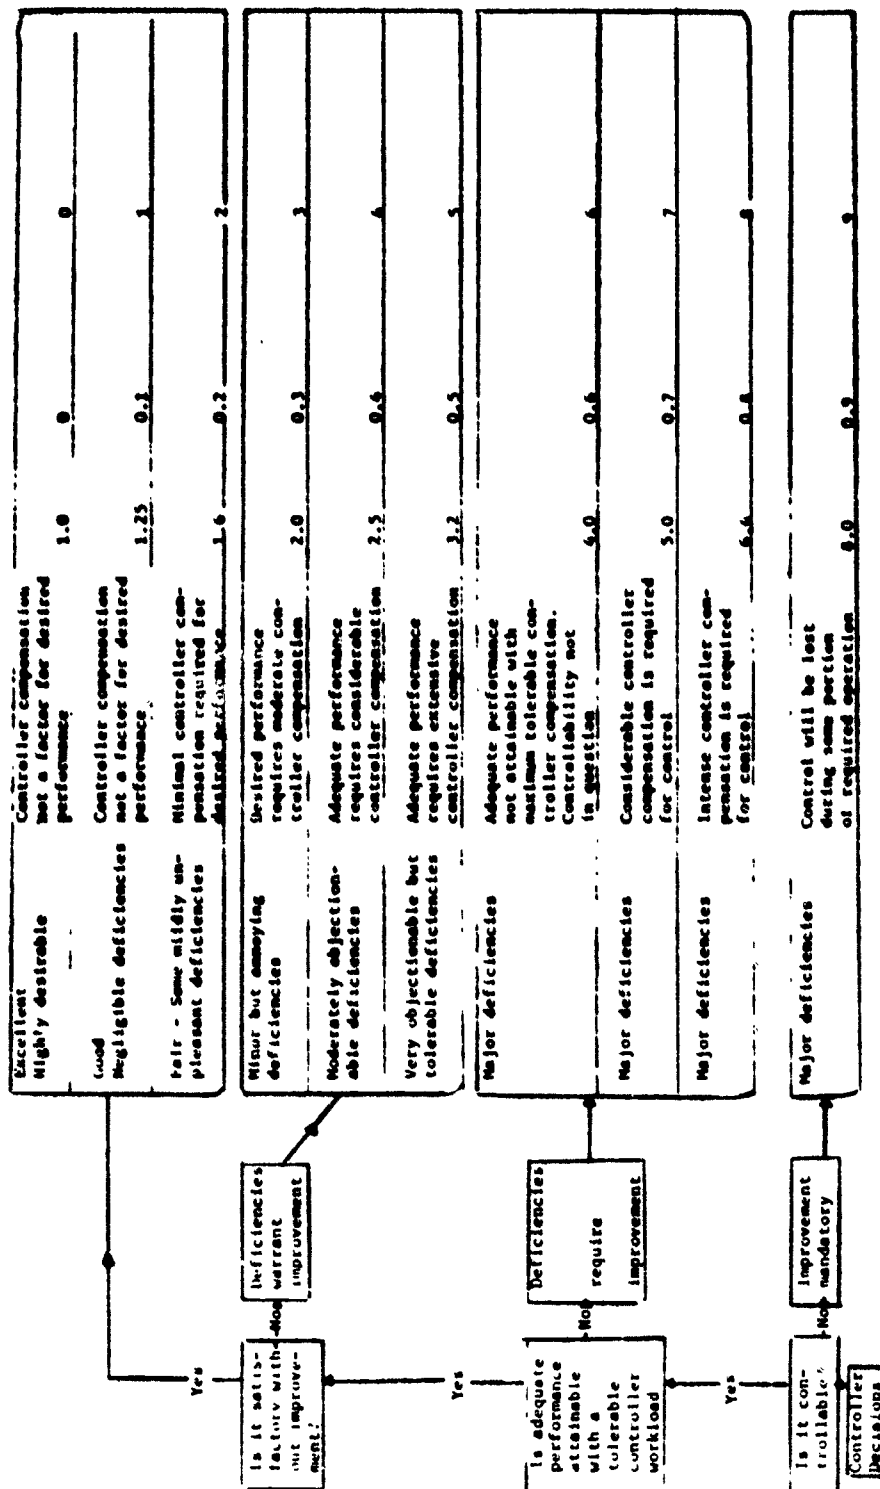 Excellent
Highly desirable
Controller compensation
not a factor for desired
performance
1.0
0
0
Good
Negligible deficiencies
Controller compensation
not a factor for desired
performance
1.25
0.1
1
Fair - Some mildly un-
pleasant deficiencies
Minimal controller com-
pensation required for
desired performance
1.6
0.2
2
Minor but annoying
deficiencies
Desired performance
requires moderate con-
troller compensation
2.0
0.3
3
Moderately objection-
able deficiencies
Adequate performance
requires considerable
controller compensation
2.5
0.4
4
Very objectionable but
tolerable deficiencies
Adequate performance
requires extensive
controller compensation
3.2
0.5
5
Major deficiencies
Adequate performance
not attainable with
maximum tolerable con-
troller compensation.
Controllability not
in question
4.0
0.6
6
Major deficiencies
Considerable controller
compensation is required
for control
5.0
0.7
7
Major deficiencies
Intense controller com-
pensation is required
for control
6.4
0.8
8
Major deficiencies
Control will be lost
during some portion
of required operation
8.0
0.9
9
Deficiencies
warrant
improvement
Deficiencies
require
improvement
Improvement
mandatory
Yes
No
Is it satis-
factory with-
out improve-
ment?
Yes
No
Is adequate
performance
attainable
with a
tolerable
controller
workload
Yes
No
Is it con-
trollable?
Controller
Decisions